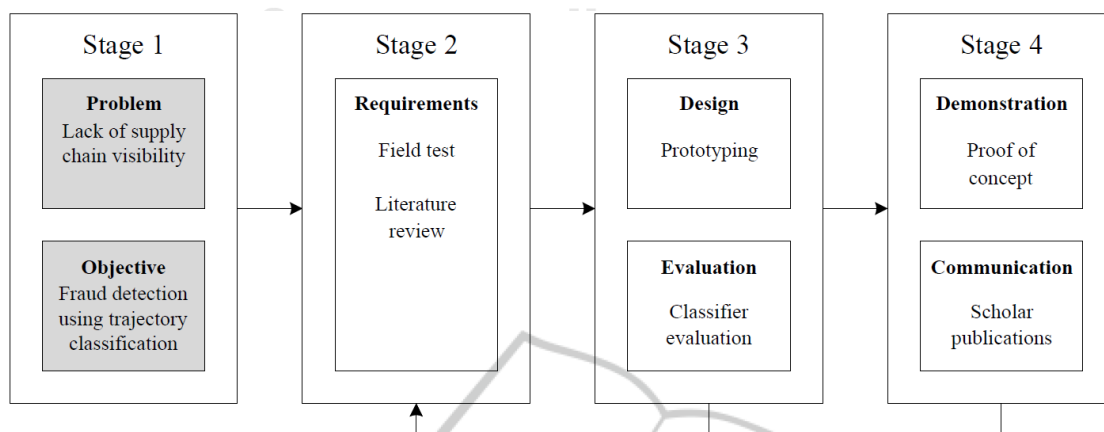 Stage 1
Problem
Lack of supply
chain visibility
Objective
Fraud detection
using trajectory
classification
Stage 2
Requirements
Field test
Literature
review
Stage 3
Design
Prototyping
Evaluation
Classifier
evaluation
Stage 4
Demonstration
Proof of
concept
Communication
Scholar
publications